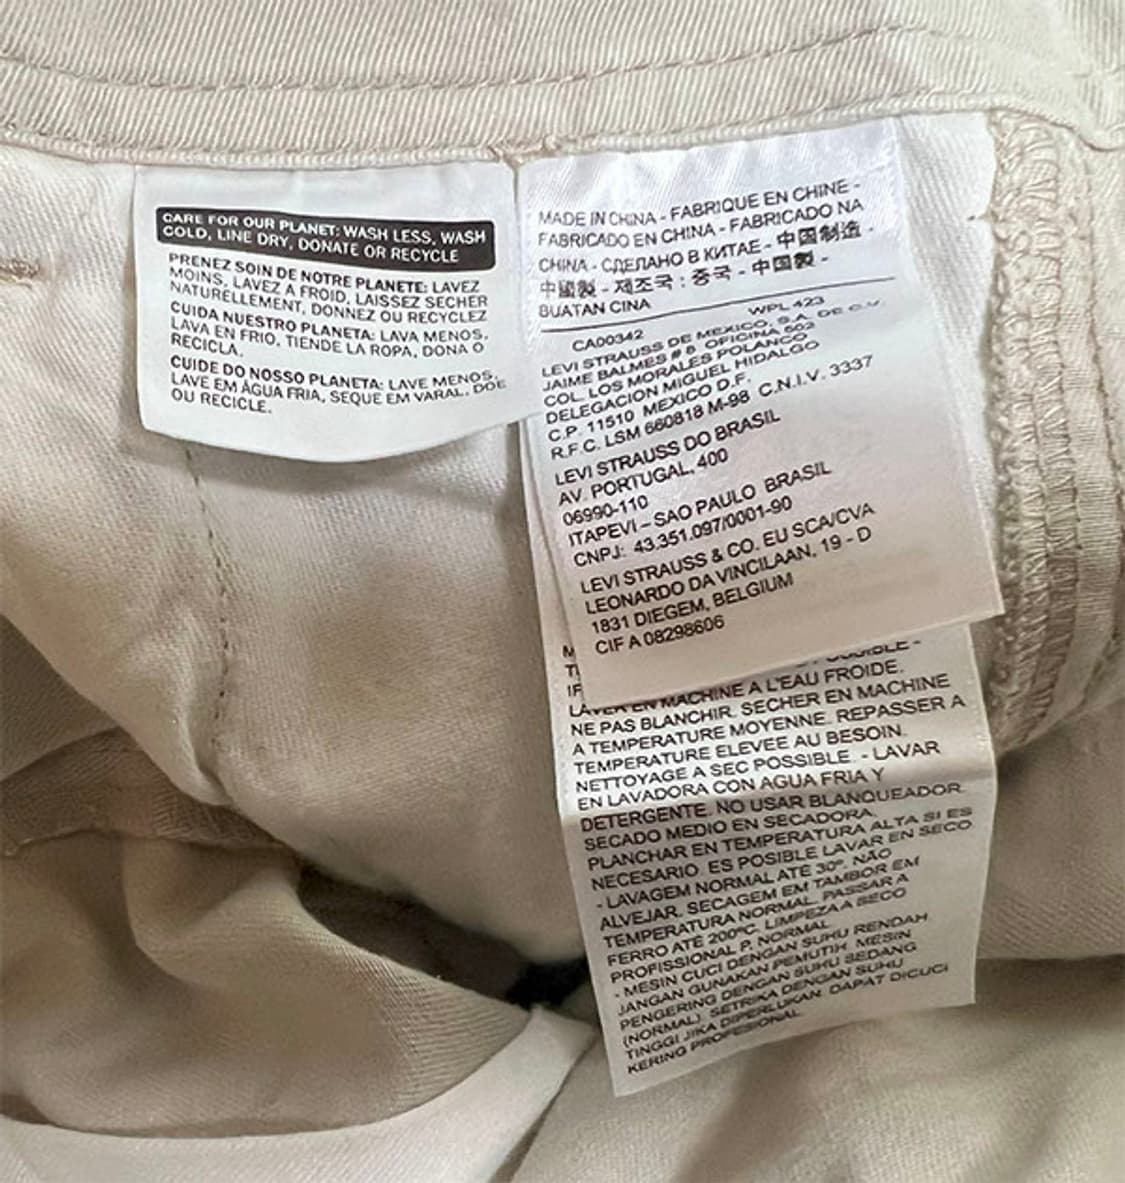 CARE FOR OUR PLANET: WASH LESS, WASH
COLD, LINE DRY, DONATE OR RECYCLE
PRENEZ SOIN DE NOTRE PLANETE: LAVEZ
MOINS, LAVEZ A FROID, LAISSEZ SECHER
NATURELLEMENT, DONNEZ OU RECYCLEZ
CUIDA NUESTRO PLANETA: LAVA MENOS,
LAVA EN FRIO, TIENDE LA ROPA, DONA O
RECICLA.
CUIDE DO NOSSO PLANETA: LAVE MENOS,
LAVE EM ÁGUA FRIA, SEQUE EM VARAL, DOE
OU RECICLE.
MADE IN CHINA - FABRIQUE EN CHINE -
FABRICADO EN CHINA - FABRICADO NA
CHINA - СДЕЛАНО В КИТАЕ - 中国制造 -
中國製 - 제조국 : 중국 - 中国製 -
BUATAN CINA
CA00342 WPL 423
LEVI STRAUSS DE MEXICO, S.A. DE C.V.
JAIME BALMES # 8 OFICINA 502
COL. LOS MORALES POLANCO
DELEGACION MIGUEL HIDALGO
C.P. 11510 MEXICO D.F.
R.F.C. LSM 660818 M-98 C.N.I.V. 3337
LEVI STRAUSS DO BRASIL
AV. PORTUGAL, 400
06990-110
ITAPEVI – SAO PAULO BRASIL
CNPJ: 43.351.097/0001-90
LEVI STRAUSS & CO. EU SCA/CVA
LEONARDO DA VINCILAAN, 19 - D
1831 DIEGEM, BELGIUM
CIF A 08298606
LAVER EN MACHINE A L'EAU FROIDE.
NE PAS BLANCHIR. SECHER EN MACHINE
A TEMPERATURE MOYENNE. REPASSER A
TEMPERATURE ELEVEE AU BESOIN.
NETTOYAGE A SEC POSSIBLE. - LAVAR
EN LAVADORA CON AGUA FRIA Y
DETERGENTE. NO USAR BLANQUEADOR.
SECADO MEDIO EN SECADORA.
PLANCHAR EN TEMPERATURA ALTA SI ES
NECESARIO. ES POSIBLE LAVAR EN SECO.
- LAVAGEM NORMAL ATÉ 30º. NÃO
ALVEJAR. SECAGEM EM TAMBOR EM
TEMPERATURA NORMAL. PASSAR A
FERRO ATÉ 200ºC. LIMPEZA A SECO
PROFISSIONAL P. NORMAL
- MESIN CUCI DENGAN SUHU RENDAH
JANGAN GUNAKAN PEMUTIH. MESIN
PENGERING DENGAN SUHU SEDANG
(NORMAL). SETRIKA DENGAN SUHU
TINGGI JIKA DIPERLUKAN. DAPAT DICUCI
KERING PROFESIONAL